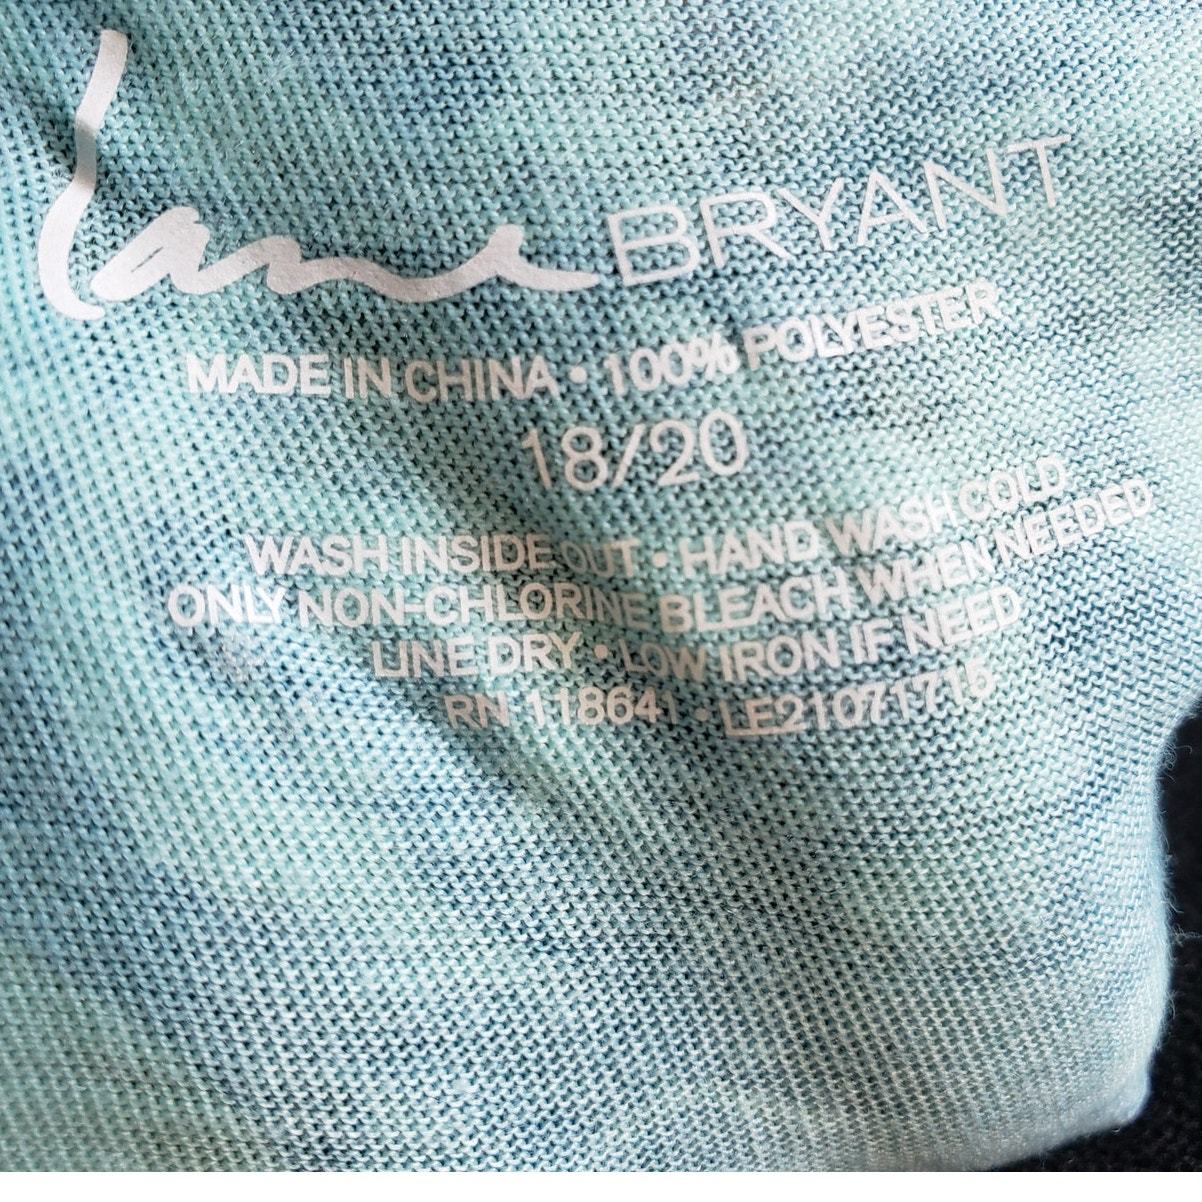 Lane BRYANT
MADE IN CHINA • 100% POLYESTER
18/20
WASH INSIDE OUT • HAND WASH COLD
ONLY NON-CHLORINE BLEACH WHEN NEEDED
LINE DRY • LOW IRON IF NEED
RN 118641 • LE21071715